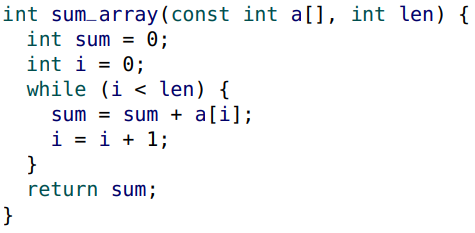 int sum_array(const int a[], int len) {
  int sum = 0;
  int i = 0;
  while (i < len) {
    sum = sum + a[i];
    i = i + 1;
  }
  return sum;
}